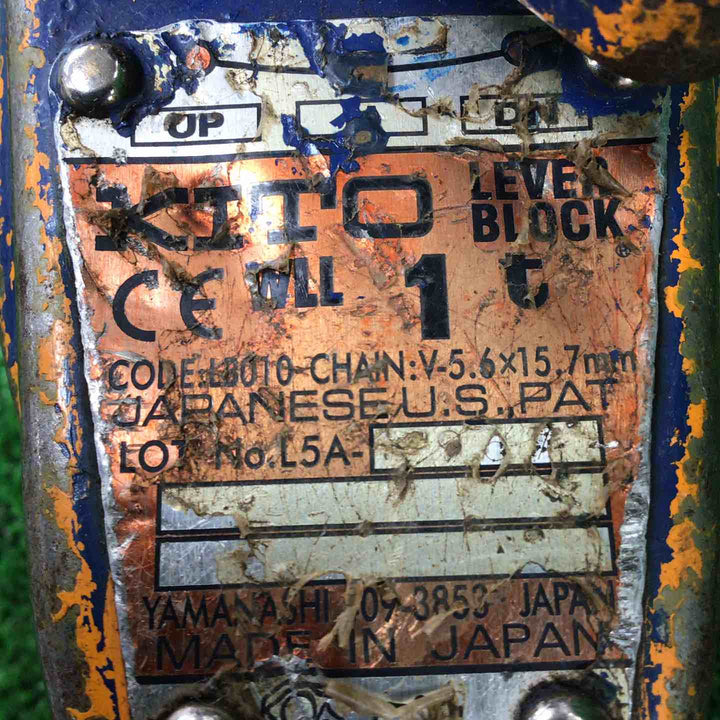 UP DN
KITO LEVER BLOCK ®
CE WLL 1 t
CODE:LB010 CHAIN:V-5.6×15.7mm
JAPANESE.U.S.,PAT
LOT No.L5A-
YAMANASHI 409-3853 JAPAN
MADE IN JAPAN